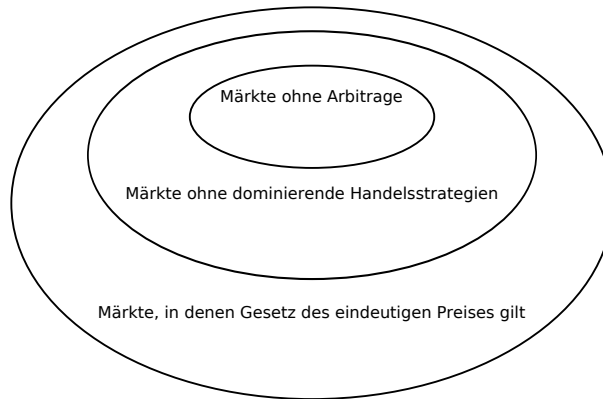 Märkte ohne Arbitrage
Märkte ohne dominierende Handelsstrategien
Märkte, in denen Gesetz des eindeutigen Preises gilt